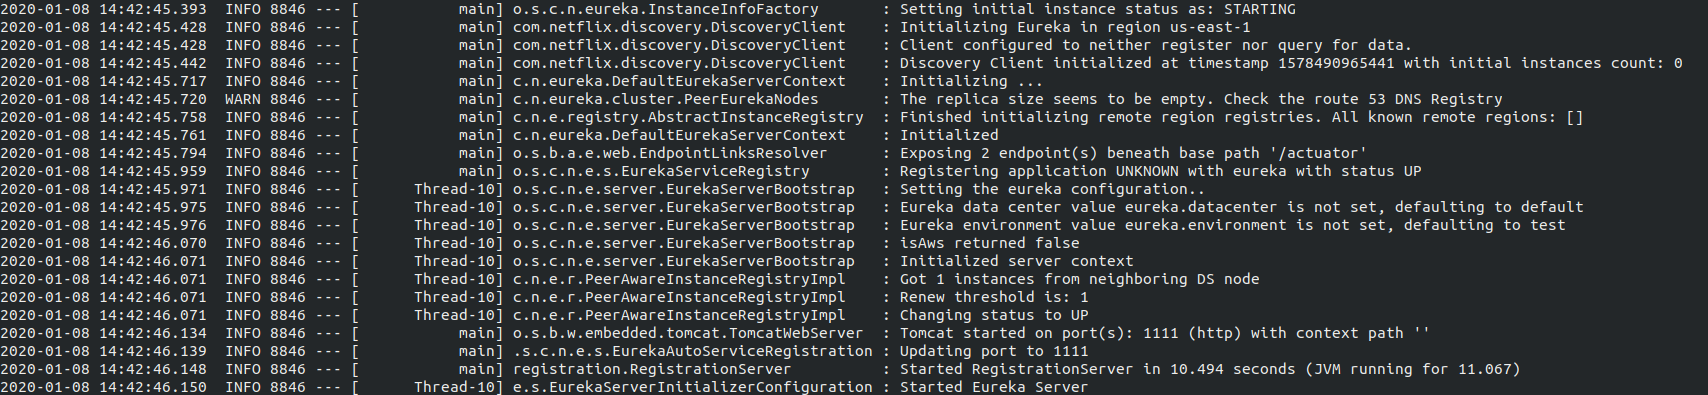 2020-01-08 14:42:45.393  INFO 8846 --- [           main] o.s.c.n.eureka.InstanceInfoFactory       : Setting initial instance status as: STARTING
2020-01-08 14:42:45.428  INFO 8846 --- [           main] com.netflix.discovery.DiscoveryClient    : Initializing Eureka in region us-east-1
2020-01-08 14:42:45.428  INFO 8846 --- [           main] com.netflix.discovery.DiscoveryClient    : Client configured to neither register nor query for data.
2020-01-08 14:42:45.442  INFO 8846 --- [           main] com.netflix.discovery.DiscoveryClient    : Discovery Client initialized at timestamp 1578490965441 with initial instances count: 0
2020-01-08 14:42:45.717  INFO 8846 --- [           main] c.n.eureka.DefaultEurekaServerContext    : Initializing ...
2020-01-08 14:42:45.720  WARN 8846 --- [           main] c.n.eureka.cluster.PeerEurekaNodes       : The replica size seems to be empty. Check the route 53 DNS Registry
2020-01-08 14:42:45.758  INFO 8846 --- [           main] c.n.e.registry.AbstractInstanceRegistry  : Finished initializing remote region registries. All known remote regions: []
2020-01-08 14:42:45.761  INFO 8846 --- [           main] c.n.eureka.DefaultEurekaServerContext    : Initialized
2020-01-08 14:42:45.794  INFO 8846 --- [           main] o.s.b.a.e.web.EndpointLinksResolver      : Exposing 2 endpoint(s) beneath base path '/actuator'
2020-01-08 14:42:45.959  INFO 8846 --- [           main] o.s.c.n.e.s.EurekaServiceRegistry        : Registering application UNKNOWN with eureka with status UP
2020-01-08 14:42:45.971  INFO 8846 --- [      Thread-10] o.s.c.n.e.server.EurekaServerBootstrap   : Setting the eureka configuration..
2020-01-08 14:42:45.975  INFO 8846 --- [      Thread-10] o.s.c.n.e.server.EurekaServerBootstrap   : Eureka data center value eureka.datacenter is not set, defaulting to default
2020-01-08 14:42:45.976  INFO 8846 --- [      Thread-10] o.s.c.n.e.server.EurekaServerBootstrap   : Eureka environment value eureka.environment is not set, defaulting to test
2020-01-08 14:42:46.070  INFO 8846 --- [      Thread-10] o.s.c.n.e.server.EurekaServerBootstrap   : isAws returned false
2020-01-08 14:42:46.071  INFO 8846 --- [      Thread-10] o.s.c.n.e.server.EurekaServerBootstrap   : Initialized server context
2020-01-08 14:42:46.071  INFO 8846 --- [      Thread-10] c.n.e.r.PeerAwareInstanceRegistryImpl    : Got 1 instances from neighboring DS node
2020-01-08 14:42:46.071  INFO 8846 --- [      Thread-10] c.n.e.r.PeerAwareInstanceRegistryImpl    : Renew threshold is: 1
2020-01-08 14:42:46.071  INFO 8846 --- [      Thread-10] c.n.e.r.PeerAwareInstanceRegistryImpl    : Changing status to UP
2020-01-08 14:42:46.134  INFO 8846 --- [           main] o.s.b.w.embedded.tomcat.TomcatWebServer  : Tomcat started on port(s): 1111 (http) with context path ''
2020-01-08 14:42:46.139  INFO 8846 --- [           main] .s.c.n.e.s.EurekaAutoServiceRegistration : Updating port to 1111
2020-01-08 14:42:46.148  INFO 8846 --- [           main] registration.RegistrationServer          : Started RegistrationServer in 10.494 seconds (JVM running for 11.067)
2020-01-08 14:42:46.150  INFO 8846 --- [      Thread-10] e.s.EurekaServerInitializerConfiguration : Started Eureka Server